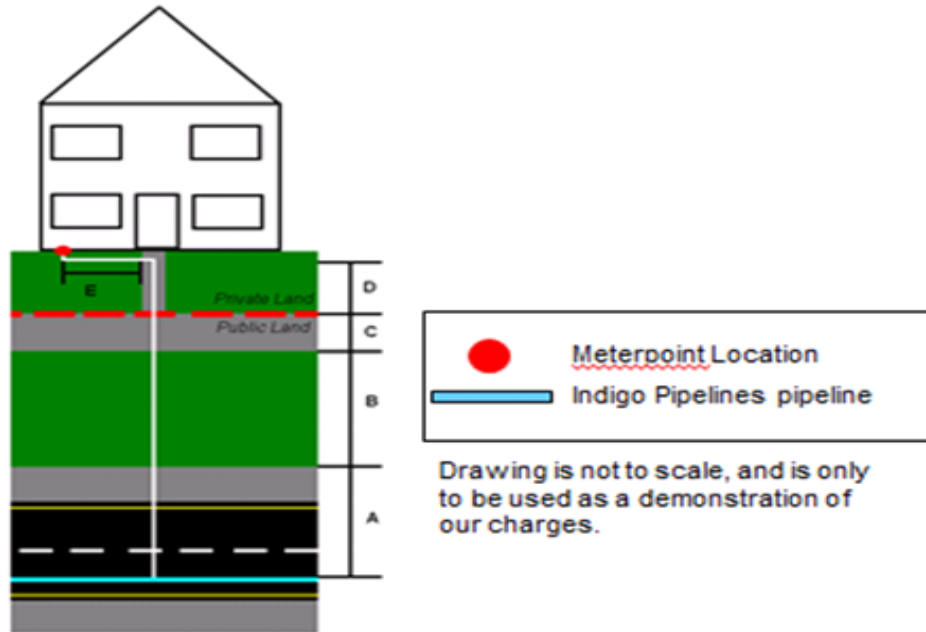 E
D
Private Land
Public Land
C
B
A
Meterpoint Location
Indigo Pipelines pipeline
Drawing is not to scale, and is only
to be used as a demonstration of
our charges.